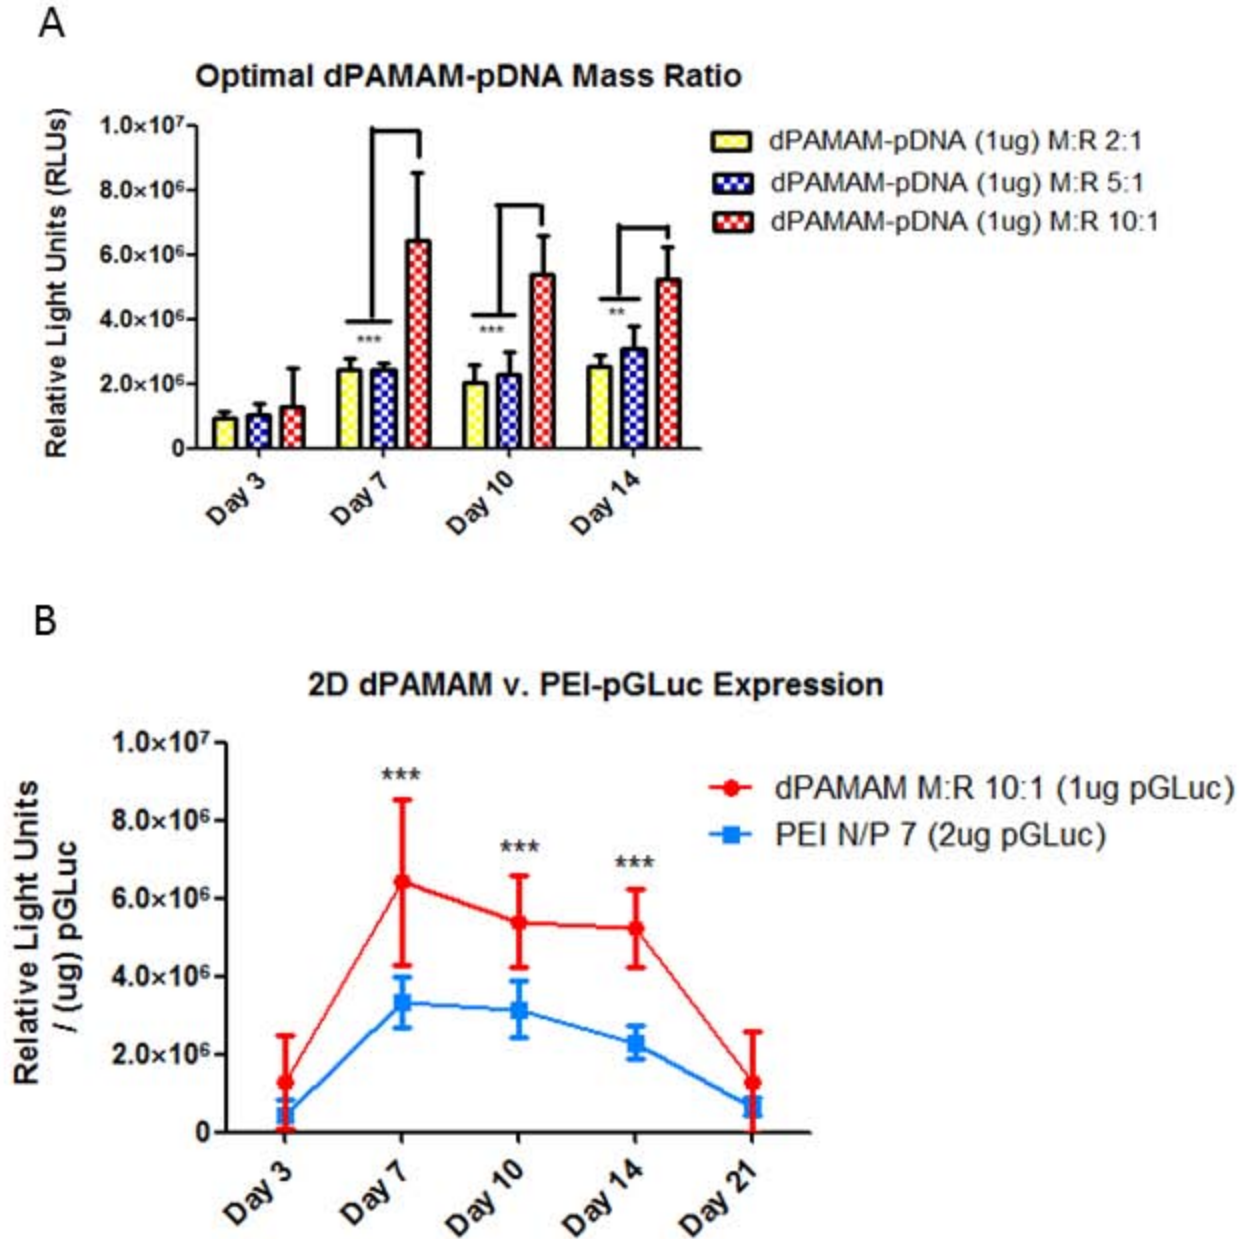 A
Optimal dPAMAM-pDNA Mass Ratio
Relative Light Units (RLUs)
1.0×10⁷
8.0×10⁶
6.0×10⁶
4.0×10⁶
2.0×10⁶
0
***
***
**
Day 3
Day 7
Day 10
Day 14
dPAMAM-pDNA (1ug) M:R 2:1
dPAMAM-pDNA (1ug) M:R 5:1
dPAMAM-pDNA (1ug) M:R 10:1
B
2D dPAMAM v. PEI-pGLuc Expression
Relative Light Units
/ (ug) pGLuc
1.0×10⁷
8.0×10⁶
6.0×10⁶
4.0×10⁶
2.0×10⁶
0
***
***
***
Day 3
Day 7
Day 10
Day 14
Day 21
dPAMAM M:R 10:1 (1ug pGLuc)
PEI N/P 7 (2ug pGLuc)